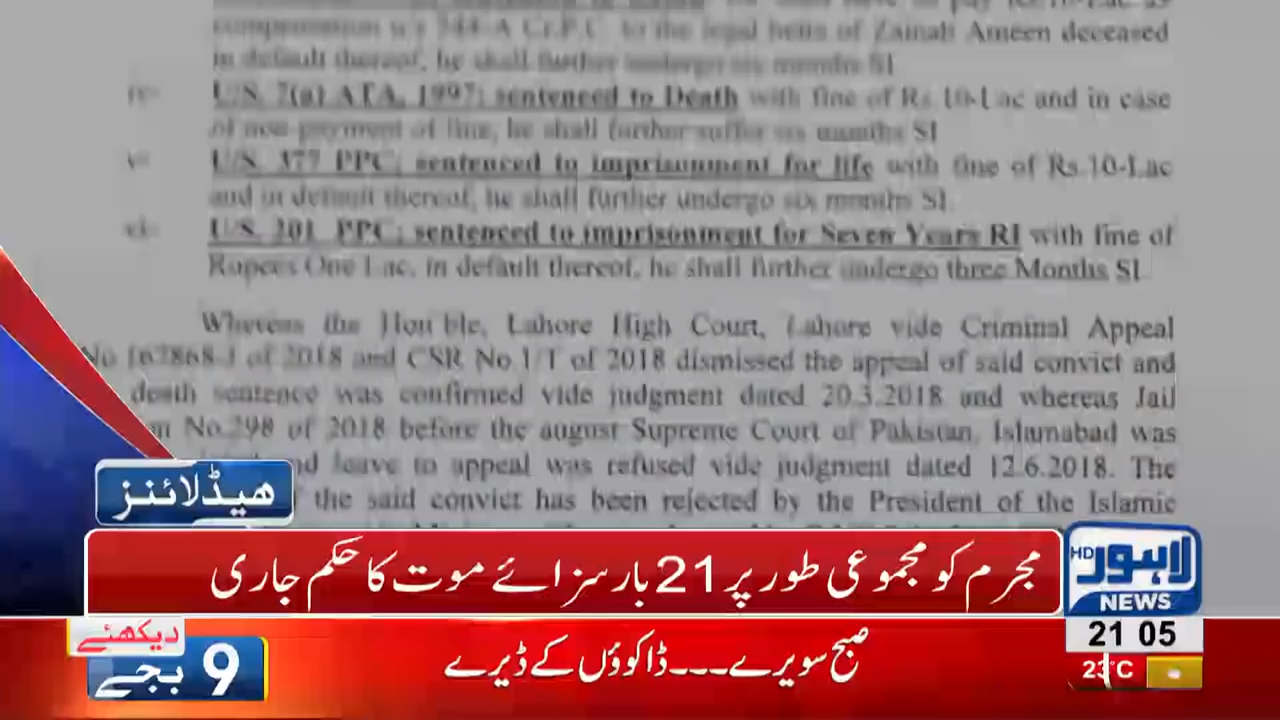 compensation u/s 544-A Cr.P.C. to the legal heirs of Zainab Ameen deceased
in default thereof, he shall further undergo six months SI
iv- U/S. 7(a) ATA, 1997; sentenced to Death with fine of Rs.10-Lac and in case
of non-payment of fine, he shall further suffer six months SI
v- U/S. 377 PPC; sentenced to imprisonment for life with fine of Rs.10-Lac
and in default thereof, he shall further undergo six months SI.
vi- U/S. 201 PPC; sentenced to imprisonment for Seven Years RI with fine of
Rupees One Lac, in default thereof, he shall further undergo three Months SI.
Whereas the Hon'ble, Lahore High Court, Lahore vide Criminal Appeal
No.162868-J of 2018 and CSR No.1/T of 2018 dismissed the appeal of said convict and
death sentence was confirmed vide judgment dated 20.3.2018 and whereas Jail
No.298 of 2018 before the august Supreme Court of Pakistan, Islamabad was
and leave to appeal was refused vide judgment dated 12.6.2018. The
the said convict has been rejected by the President of the Islamic
ھیڈلائنز
مجرم کو مجموعی طور پر 21 بار سزائے موت کا حکم جاری
لاہور HD
NEWS
21 05
23°C
دیکھئے
9 بجے
صبح سویرے۔۔۔ڈاکوؤں کے ڈیرے